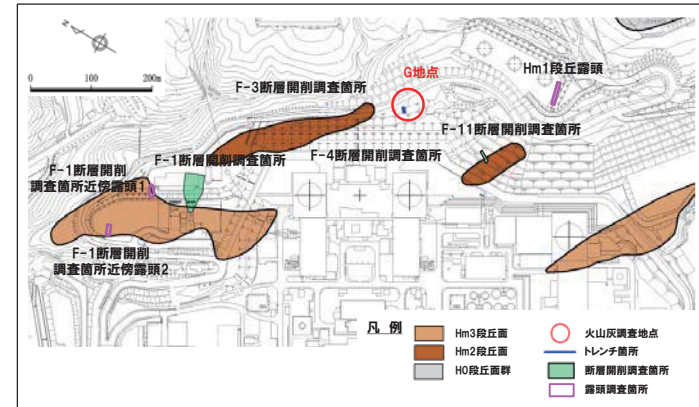 N
0
100
200m
G地点
Hm1段丘露頭
F-3断層開削調査箇所
F-11断層開削調査箇所
F-1断層開削
調査箇所近傍露頭1
F-1断層開削調査箇所
F-4断層開削調査箇所
F-1断層開削
調査箇所近傍露頭2
凡 例
Hm3段丘面
Hm2段丘面
H0段丘面群
火山灰調査地点
トレンチ箇所
断層開削調査箇所
露頭調査箇所